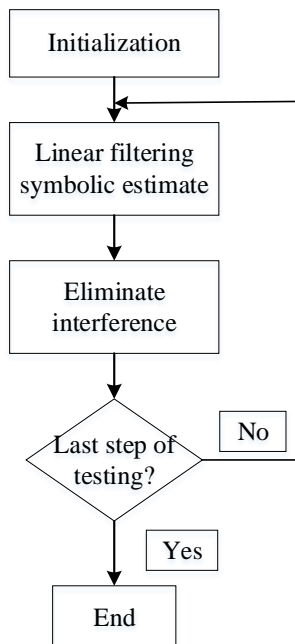 Initialization
Linear filtering
symbolic estimate
Eliminate
interference
Last step of
testing?
No
Yes
End